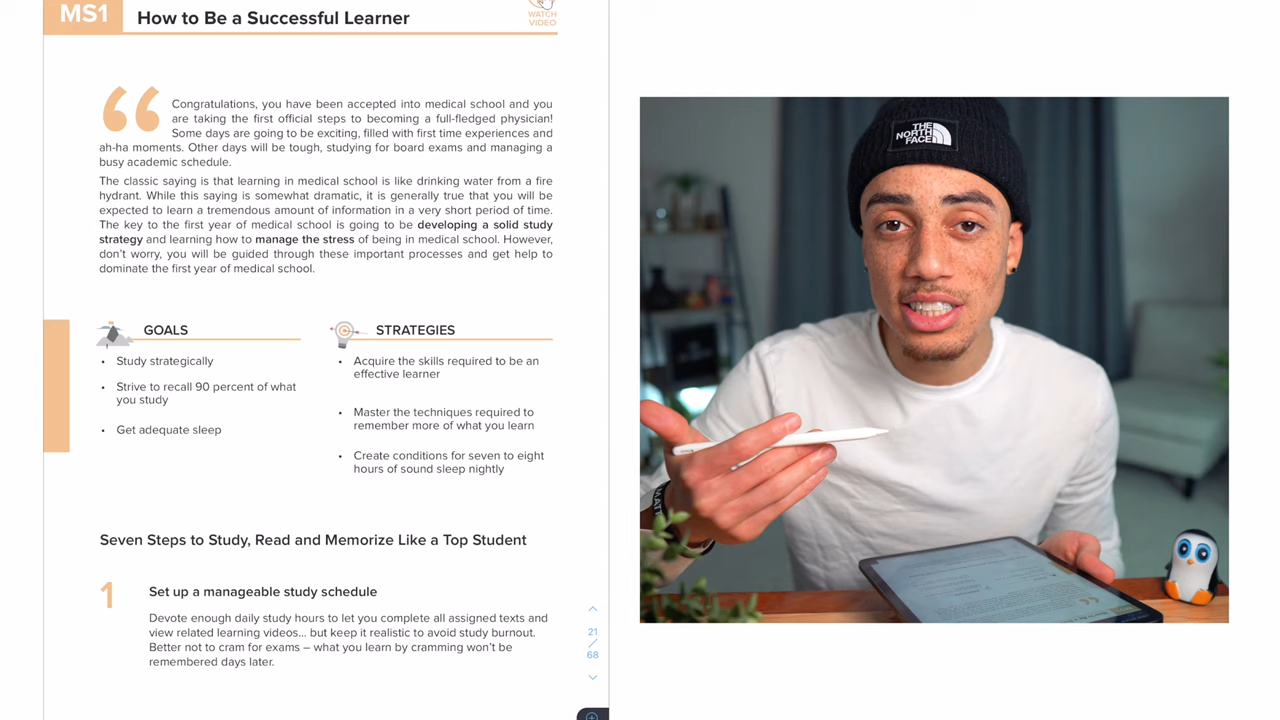 MS1
How to Be a Successful Learner
WATCH
VIDEO
Congratulations, you have been accepted into medical school and you
are taking the first official steps to becoming a full-fledged physician!
Some days are going to be exciting, filled with first time experiences and
ah-ha moments. Other days will be tough, studying for board exams and managing a
busy academic schedule.
The classic saying is that learning in medical school is like drinking water from a fire
hydrant. While this saying is somewhat dramatic, it is generally true that you will be
expected to learn a tremendous amount of information in a very short period of time.
The key to the first year of medical school is going to be developing a solid study
strategy and learning how to manage the stress of being in medical school. However,
don't worry, you will be guided through these important processes and get help to
dominate the first year of medical school.
GOALS
• Study strategically
• Strive to recall 90 percent of what
you study
• Get adequate sleep
STRATEGIES
• Acquire the skills required to be an
effective learner
• Master the techniques required to
remember more of what you learn
• Create conditions for seven to eight
hours of sound sleep nightly
Seven Steps to Study, Read and Memorize Like a Top Student
1
Set up a manageable study schedule
Devote enough daily study hours to let you complete all assigned texts and
view related learning videos... but keep it realistic to avoid study burnout.
Better not to cram for exams – what you learn by cramming won't be
remembered days later.
21
/
68
THE
NORTH
FACE